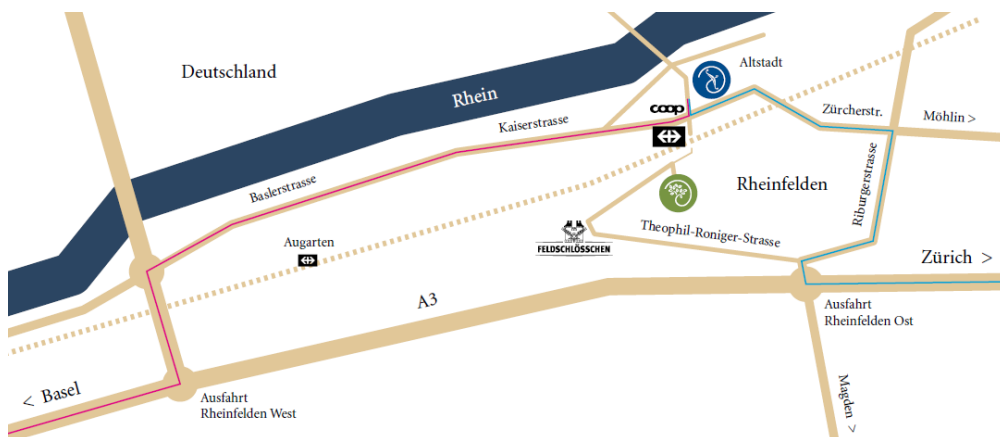 Deutschland
Rhein
Altstadt
coop
Kaiserstrasse
Zürcherstr.
Möhlin >
Baslerstrasse
Riburgerstrasse
Rheinfelden
Augarten
FELDSCHLÖSSCHEN
Theophil-Roniger-Strasse
Zürich >
A3
Ausfahrt
Rheinfelden Ost
< Basel
Ausfahrt
Rheinfelden West
Magden >